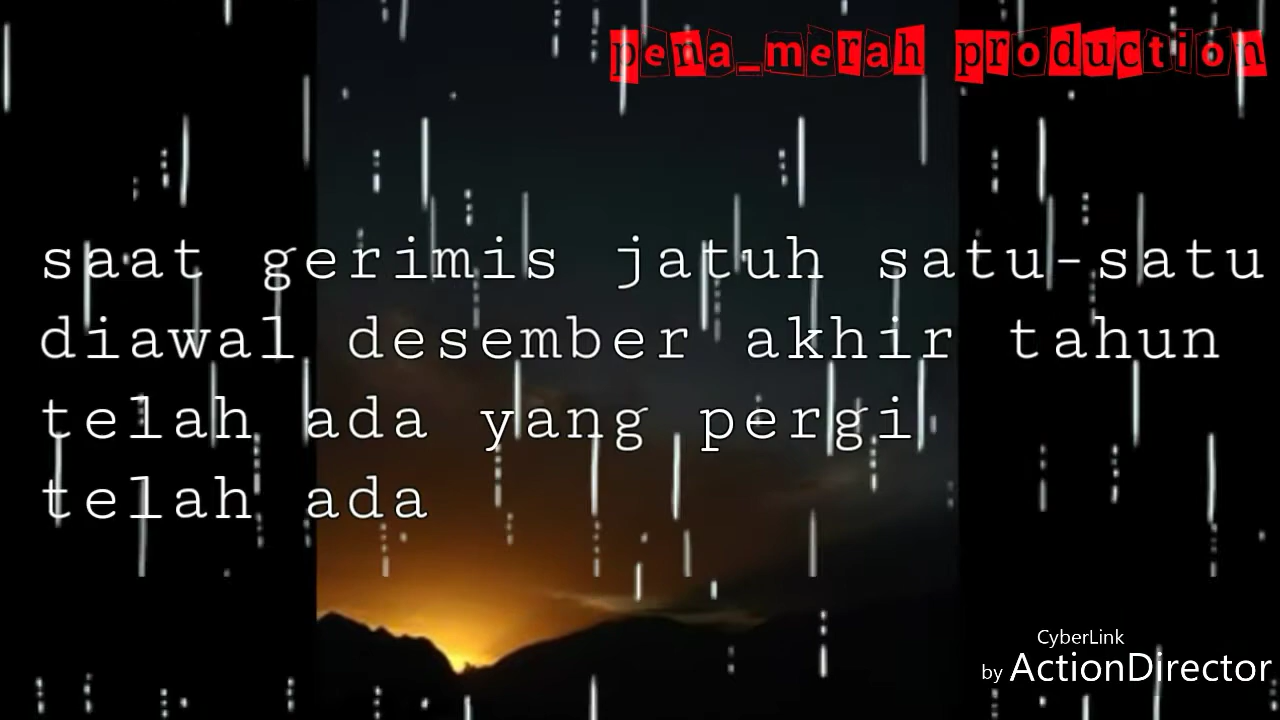 pena_merah production
saat gerimis jatuh satu-satu
diawal desember akhir tahun
telah ada yang pergi
telah ada
CyberLink
by ActionDirector